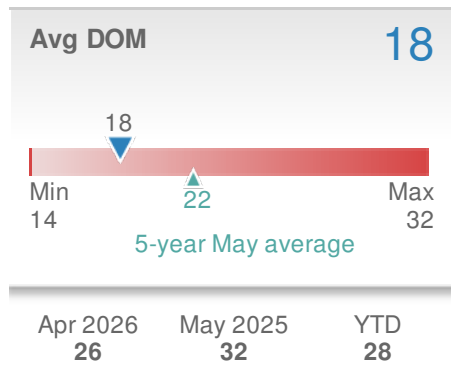 Avg DOM 18
18
Min Max
22
14 32
5-year May average
Apr 2026 May 2025 YTD
26 32 28